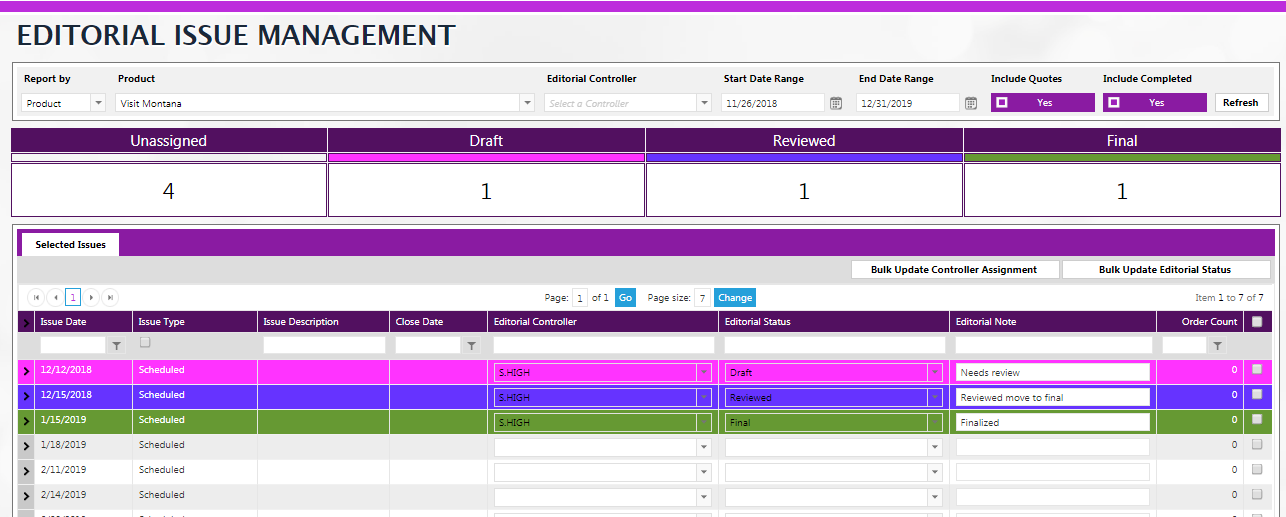 EDITORIAL ISSUE MANAGEMENT
Report by Product Editorial Controller Start Date Range End Date Range Include Quotes Include Completed
Product Visit Montana Select a Controller 11/26/2018 12/31/2019 Yes Yes Refresh
Unassigned Draft Reviewed Final
4 1 1 1
Selected Issues
Bulk Update Controller Assignment Bulk Update Editorial Status
1 Page: 1 of 1 Go Page size: 7 Change Item 1 to 7 of 7
Issue Date Issue Type Issue Description Close Date Editorial Controller Editorial Status Editorial Note Order Count
12/12/2018 Scheduled S.HIGH Draft Needs review 0
12/15/2018 Scheduled S.HIGH Reviewed Reviewed move to final 0
1/15/2019 Scheduled S.HIGH Final Finalized 0
1/18/2019 Scheduled 0
2/11/2019 Scheduled 0
2/14/2019 Scheduled 0